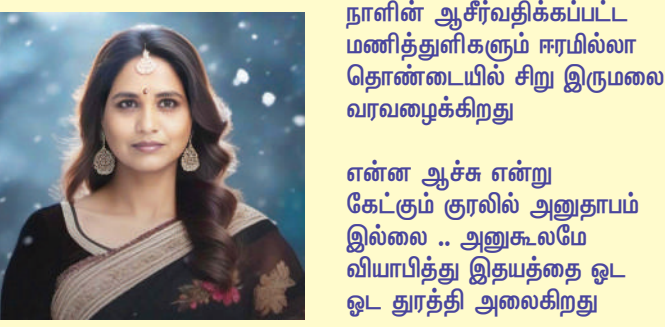 நாளின் ஆசீர்வதிக்கப்பட்ட
மணித்துளிகளும் ஈரமில்லா
தொண்டையில் சிறு இருமலை
வரவழைக்கிறது
என்ன ஆச்சு என்று
கேட்கும் குரலில் அனுதாபம்
இல்லை .. அனுகூலமே
வியாபித்து இதயத்தை ஓட
ஓட துரத்தி அலைகிறது